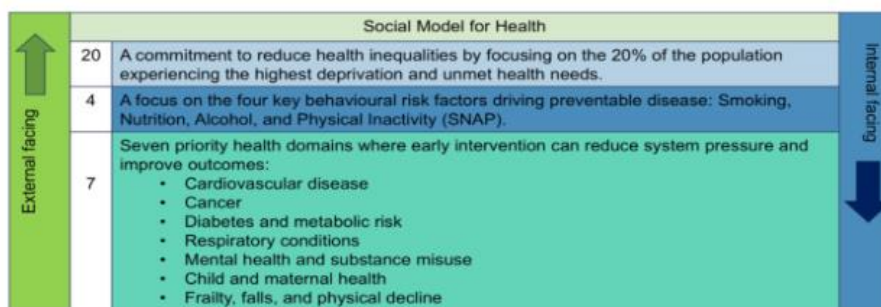 Social Model for Health
External facing
Internal facing
20
A commitment to reduce health inequalities by focusing on the 20% of the population
experiencing the highest deprivation and unmet health needs.
4
A focus on the four key behavioural risk factors driving preventable disease: Smoking,
Nutrition, Alcohol, and Physical Inactivity (SNAP).
7
Seven priority health domains where early intervention can reduce system pressure and
improve outcomes:
• Cardiovascular disease
• Cancer
• Diabetes and metabolic risk
• Respiratory conditions
• Mental health and substance misuse
• Child and maternal health
• Frailty, falls, and physical decline